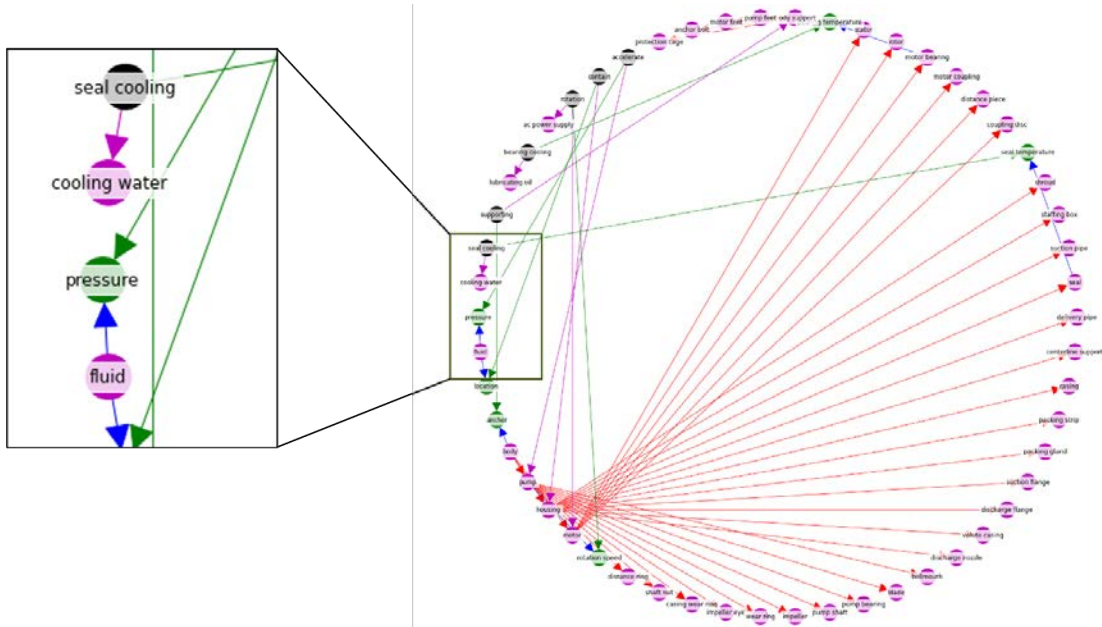 seal cooling
cooling water
pressure
fluid
pump feet
motor feet
anchor bolt
protection cage
accelerate
contain
rotation
ac power supply
bearing cooling
lubricating oil
supporting
seal cooling
cooling water
pressure
fluid
location
anchor
body
pump
housing
motor
rotation speed
distance ring
shaft nut
casing wear ring
impeller eye
wear ring
impeller
pump shaft
pump bearing
blade
bellmouth
discharge nozzle
volute casing
discharge flange
suction flange
packing gland
packing strip
casing
centerline support
delivery pipe
seal
suction pipe
stuffing box
throat
seal temperature
coupling disc
distance piece
motor coupling
motor bearing
rotor
stator
temperature
support